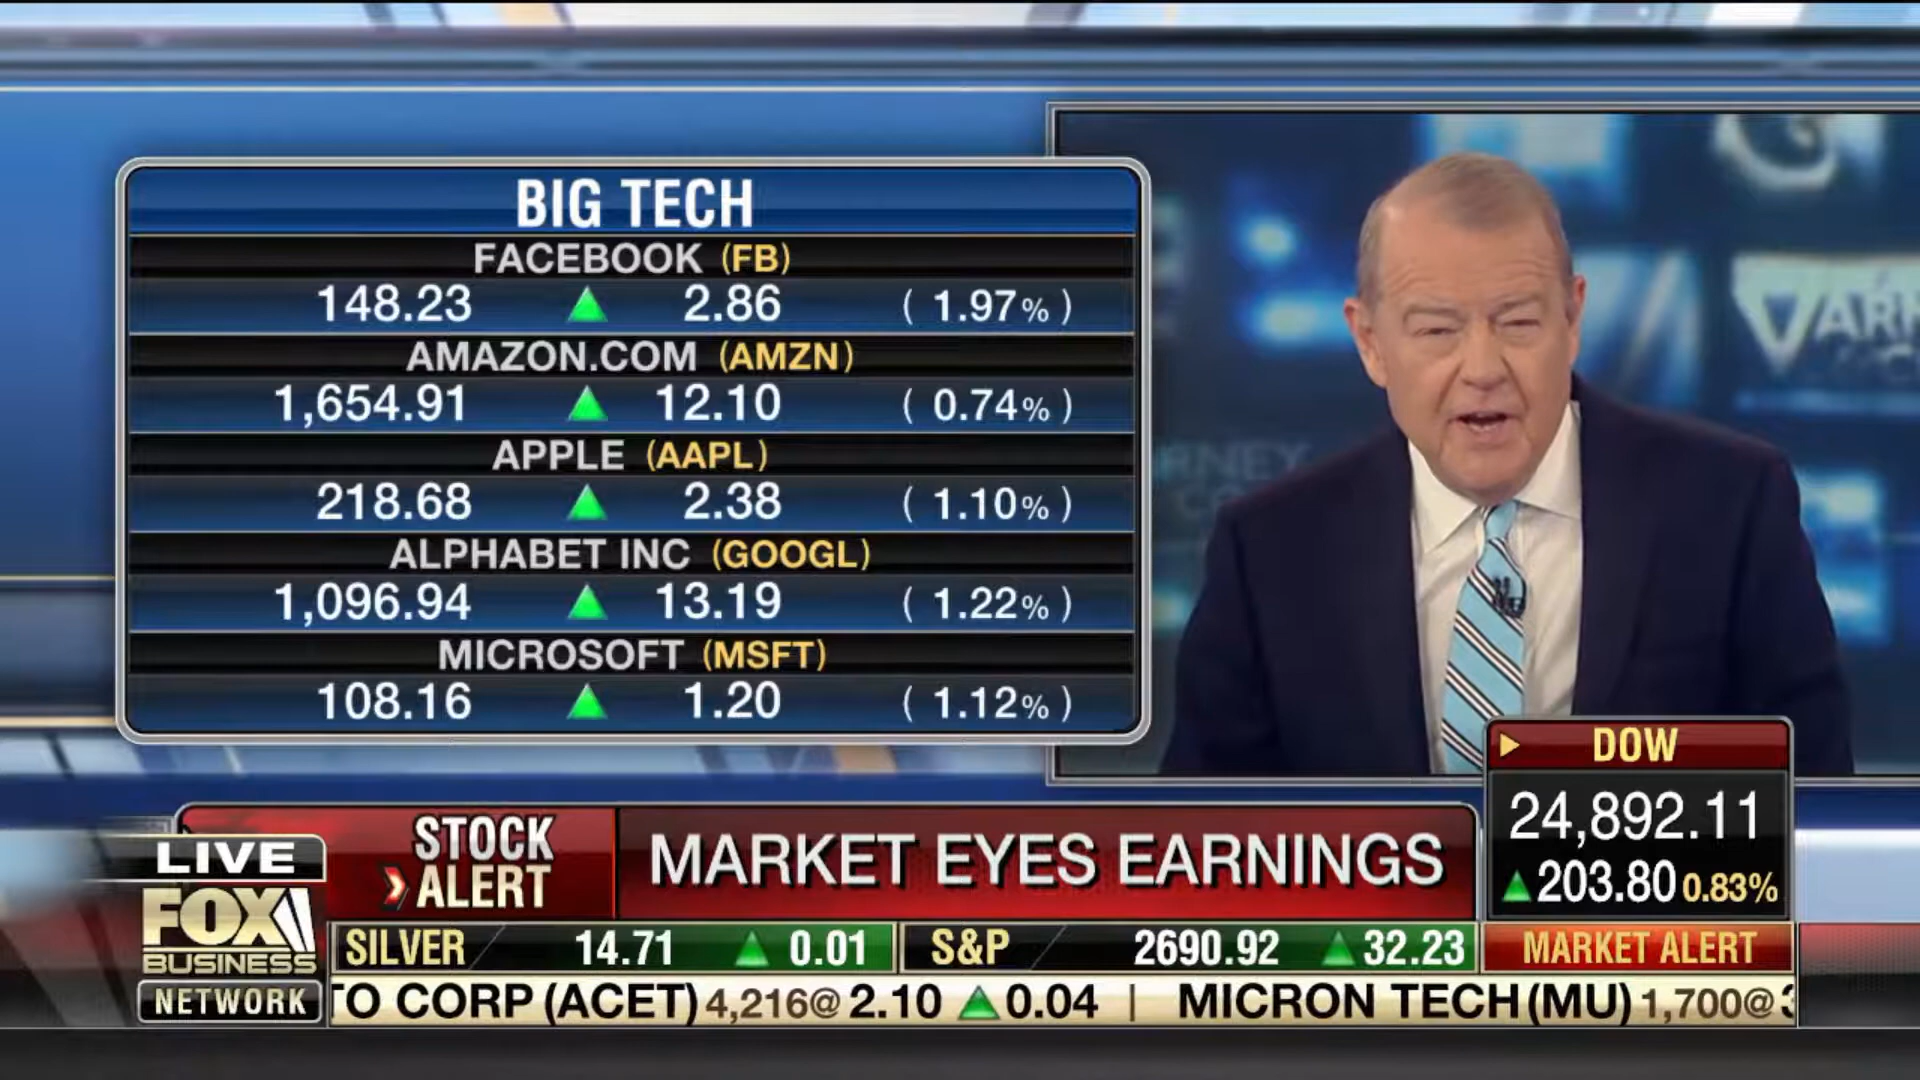 BIG TECH
FACEBOOK (FB)
148.23 ▲ 2.86 ( 1.97% )
AMAZON.COM (AMZN)
1,654.91 ▲ 12.10 ( 0.74% )
APPLE (AAPL)
218.68 ▲ 2.38 ( 1.10% )
ALPHABET INC (GOOGL)
1,096.94 ▲ 13.19 ( 1.22% )
MICROSOFT (MSFT)
108.16 ▲ 1.20 ( 1.12% )
DOW
24,892.11
▲ 203.80 0.83%
MARKET ALERT
STOCK
ALERT
MARKET EYES EARNINGS
LIVE
FOX
BUSINESS
NETWORK
SILVER 14.71 ▲ 0.01
S&P 2690.92 ▲ 32.23
TO CORP (ACET) 4,216@ 2.10 ▲ 0.04 | MICRON TECH (MU) 1,700@